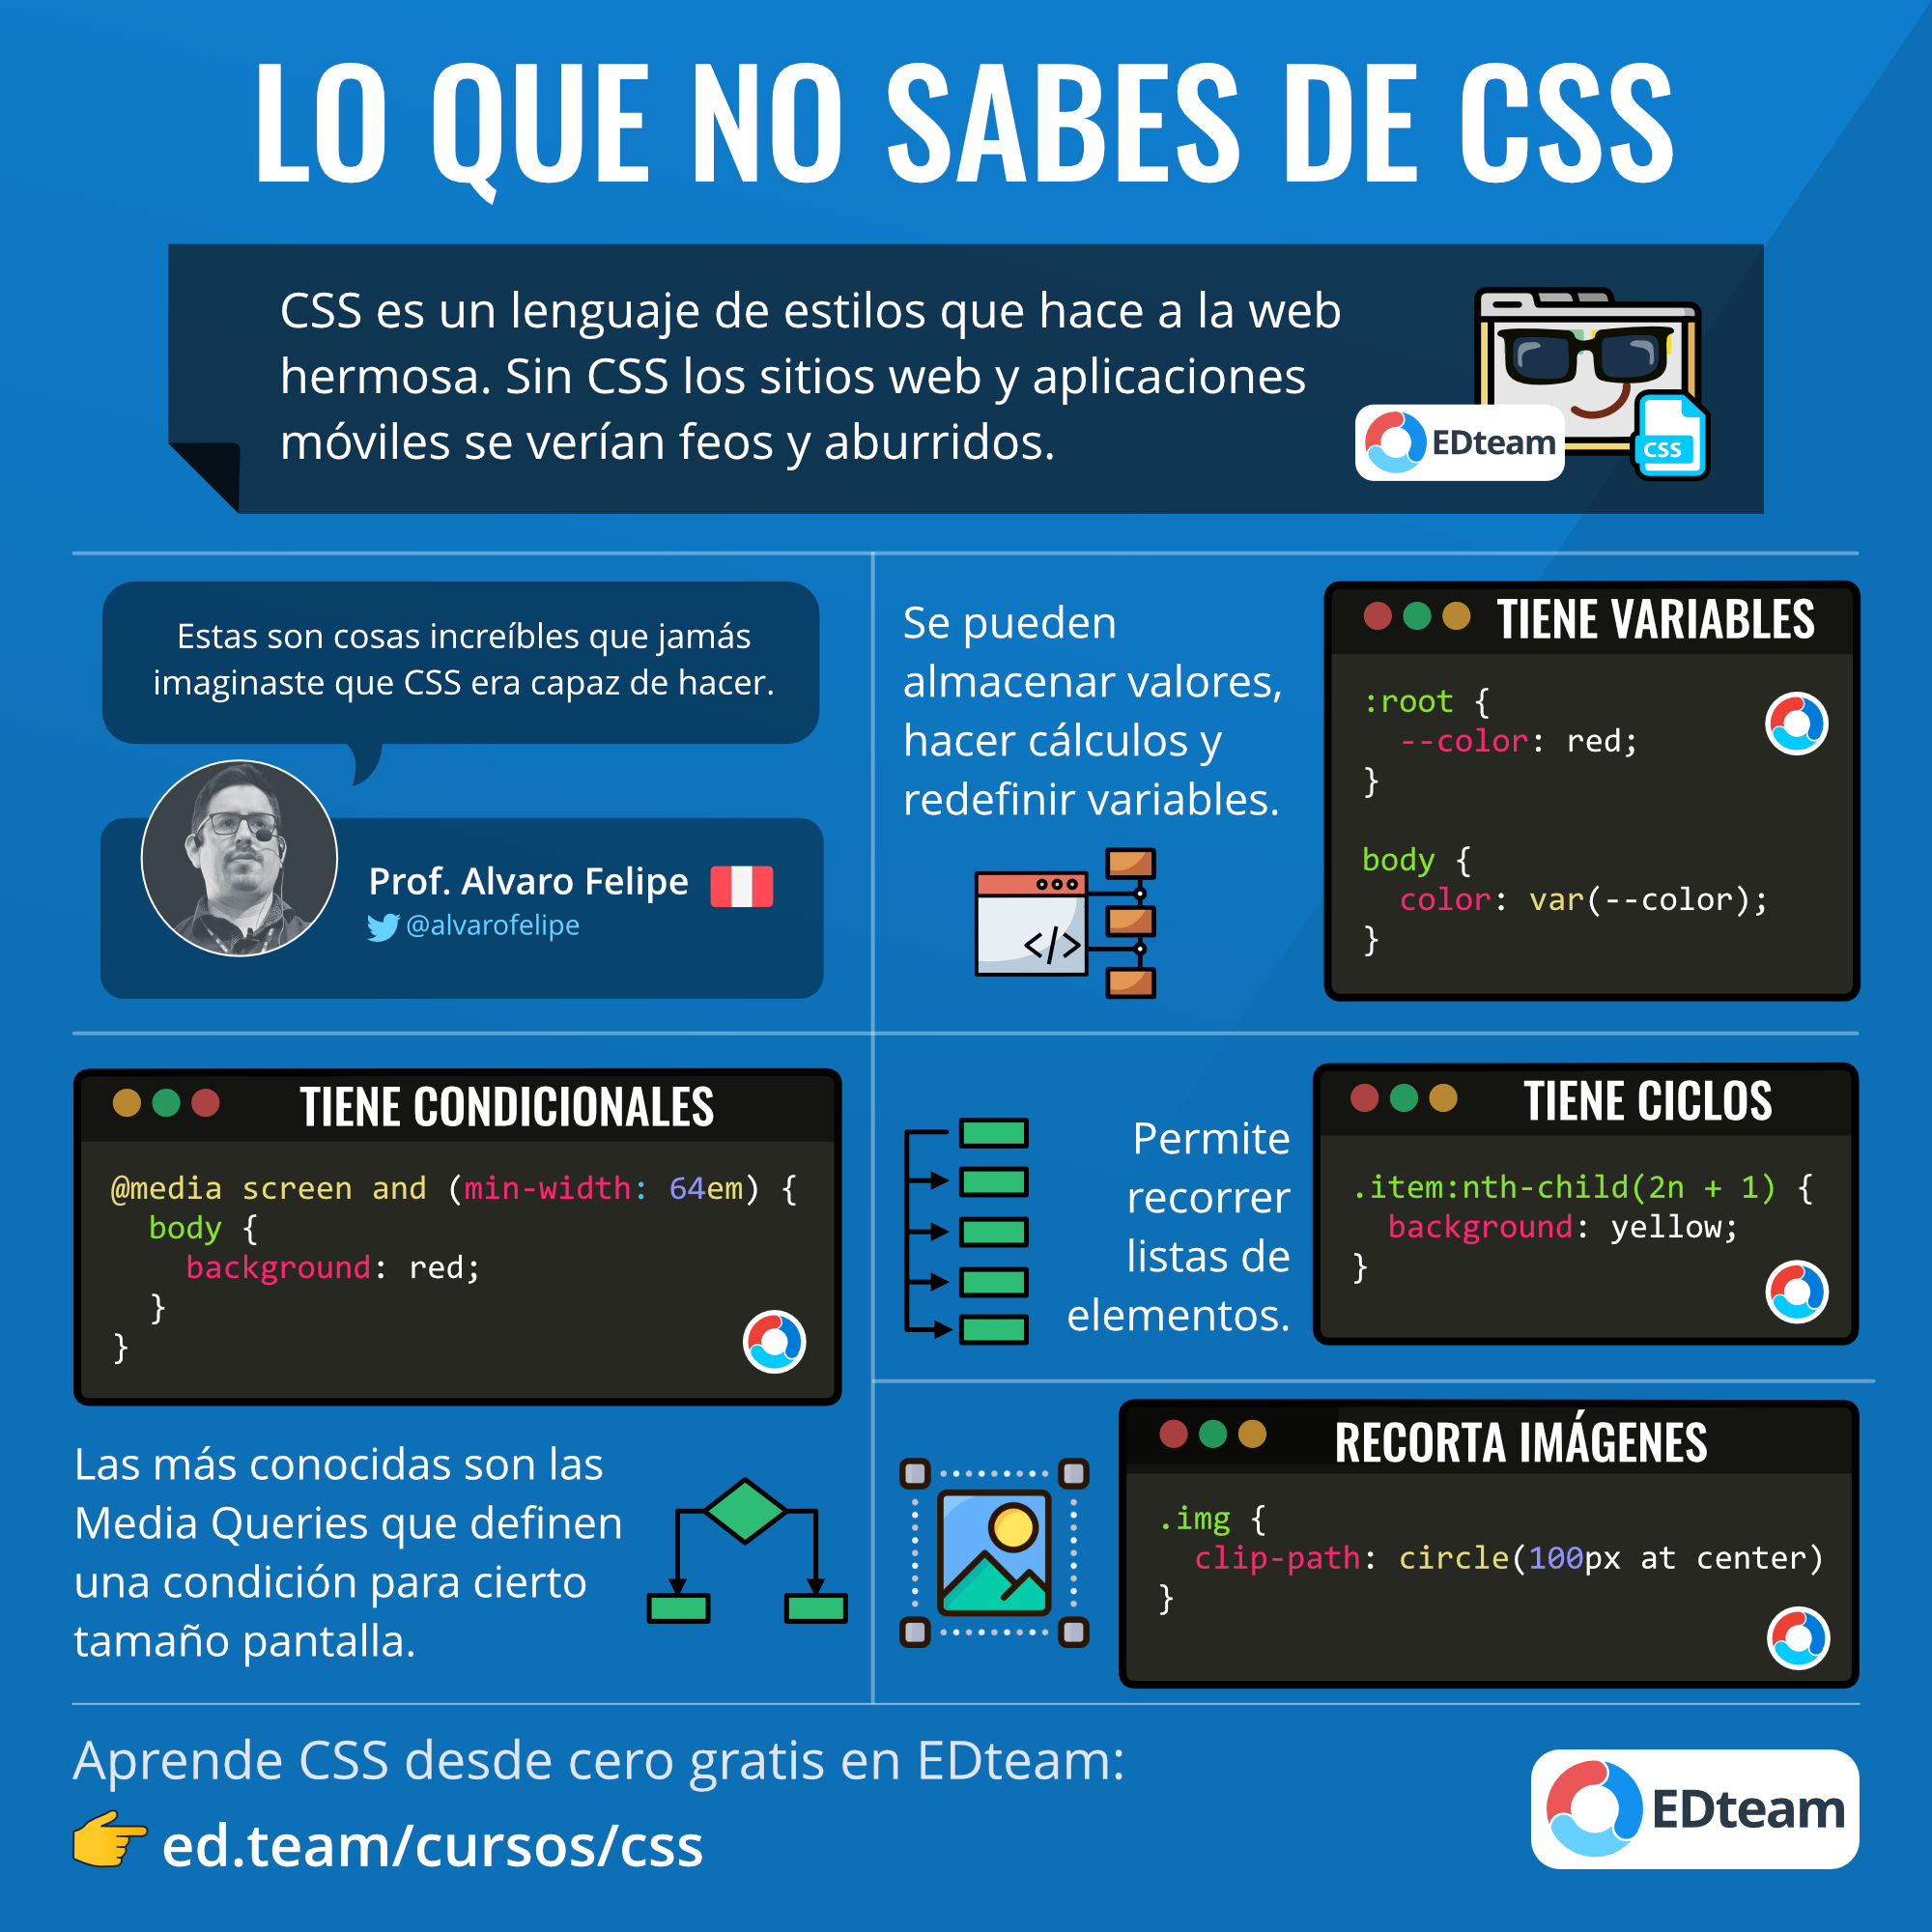 LO QUE NO SABES DE CSS
CSS es un lenguaje de estilos que hace a la web
hermosa. Sin CSS los sitios web y aplicaciones
móviles se verían feos y aburridos.
EDteam
CSS
Estas son cosas increíbles que jamás
imaginaste que CSS era capaz de hacer.
Prof. Alvaro Felipe
@alvarofelipe
Se pueden
almacenar valores,
hacer cálculos y
redefinir variables.
</>
TIENE VARIABLES
:root {
--color: red;
}
body {
color: var(--color);
}
TIENE CONDICIONALES
@media screen and (min-width: 64em) {
body {
background: red;
}
}
Las más conocidas son las
Media Queries que definen
una condición para cierto
tamaño pantalla.
Permite
recorrer
listas de
elementos.
TIENE CICLOS
.item:nth-child(2n + 1) {
background: yellow;
}
RECORTA IMÁGENES
.img {
clip-path: circle(100px at center)
}
Aprende CSS desde cero gratis en EDteam:
ed.team/cursos/css
EDteam